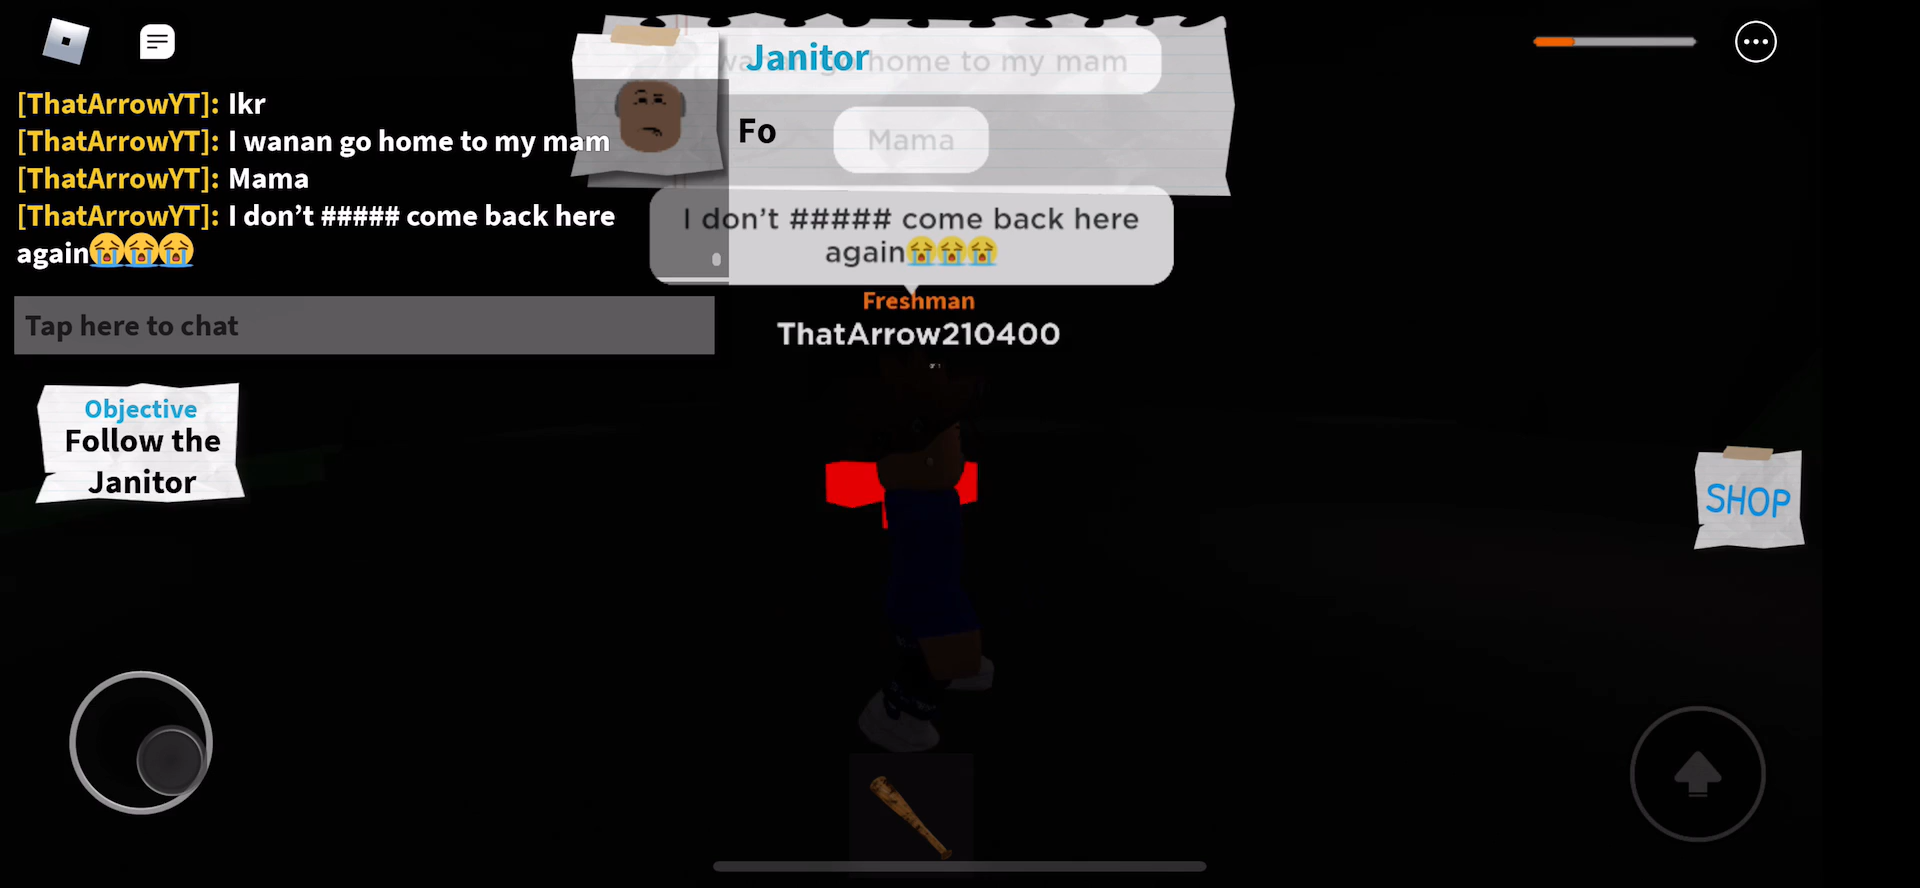 [ThatArrowYT]: Ikr
[ThatArrowYT]: I wanan go home to my mam
[ThatArrowYT]: Mama
[ThatArrowYT]: I don't ##### come back here
again😭😭😭
Tap here to chat
Objective
Follow the
Janitor
Janitor
wanan go home to my mam
Fo
Mama
I don't ##### come back here
again😭😭😭
Freshman
ThatArrow210400
SHOP